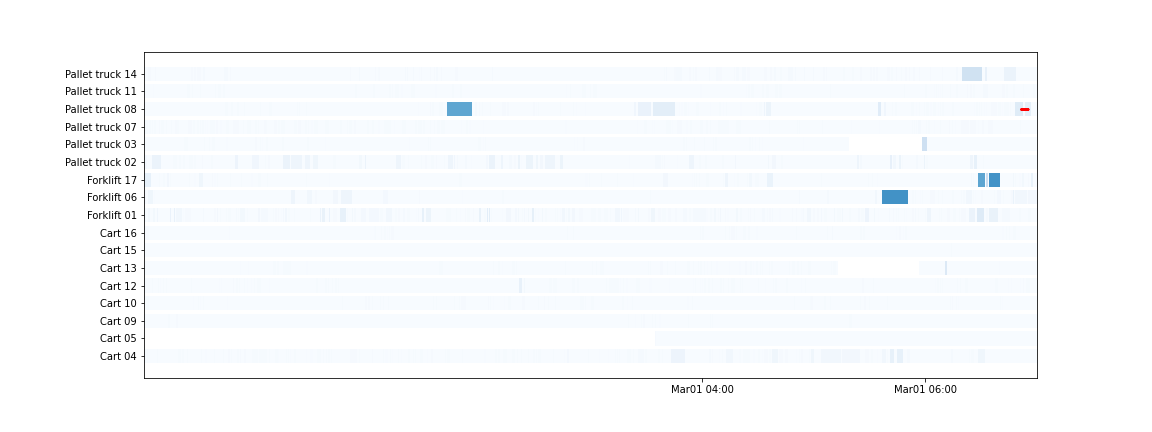 Pallet truck 14
Pallet truck 11
Pallet truck 08
Pallet truck 07
Pallet truck 03
Pallet truck 02
Forklift 17
Forklift 06
Forklift 01
Cart 16
Cart 15
Cart 13
Cart 12
Cart 10
Cart 09
Cart 05
Cart 04
Mar01 04:00 Mar01 06:00